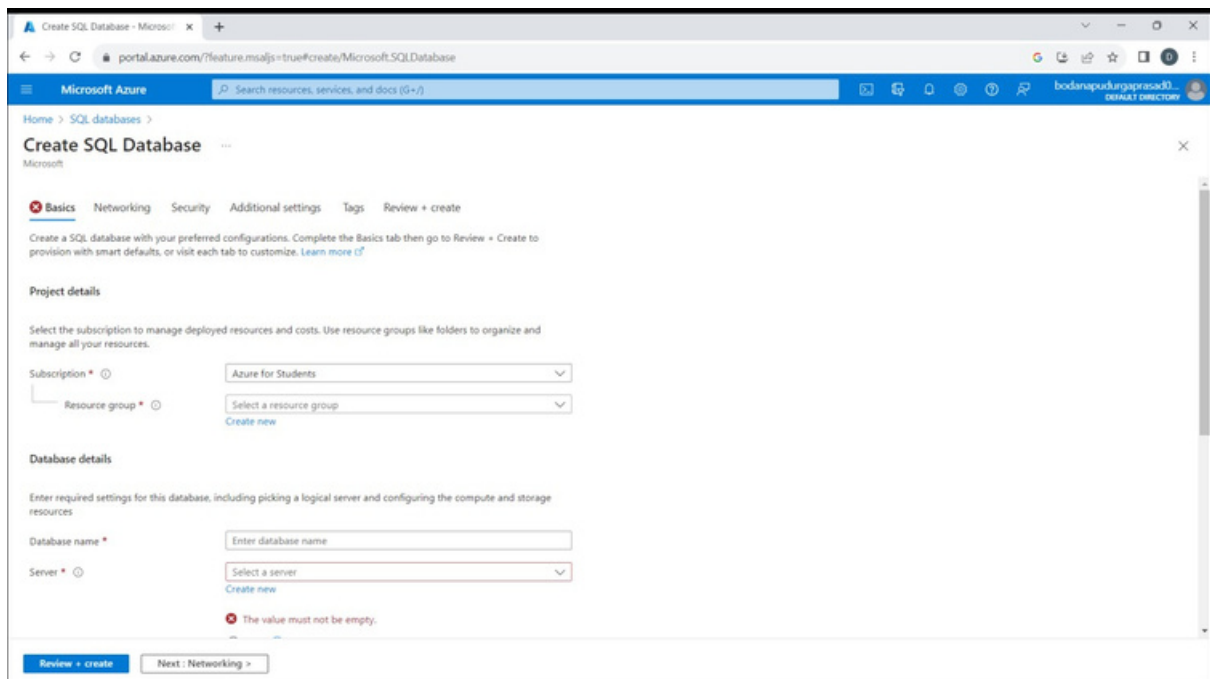 Create SQL Database - Microsof
portal.azure.com/?feature.msaljs=true#create/Microsoft.SQLDatabase
G
D
Microsoft Azure
Search resources, services, and docs (G+/)
bodanapudurgaprasad0...
DEFAULT DIRECTORY
Home > SQL databases >
Create SQL Database ...
Microsoft
Basics Networking Security Additional settings Tags Review + create
Create a SQL database with your preferred configurations. Complete the Basics tab then go to Review + Create to
provision with smart defaults, or visit each tab to customize. Learn more
Project details
Select the subscription to manage deployed resources and costs. Use resource groups like folders to organize and
manage all your resources.
Subscription * Azure for Students
Resource group * Select a resource group
Create new
Database details
Enter required settings for this database, including picking a logical server and configuring the compute and storage
resources
Database name * Enter database name
Server * Select a server
Create new
The value must not be empty.
Review + create Next : Networking >